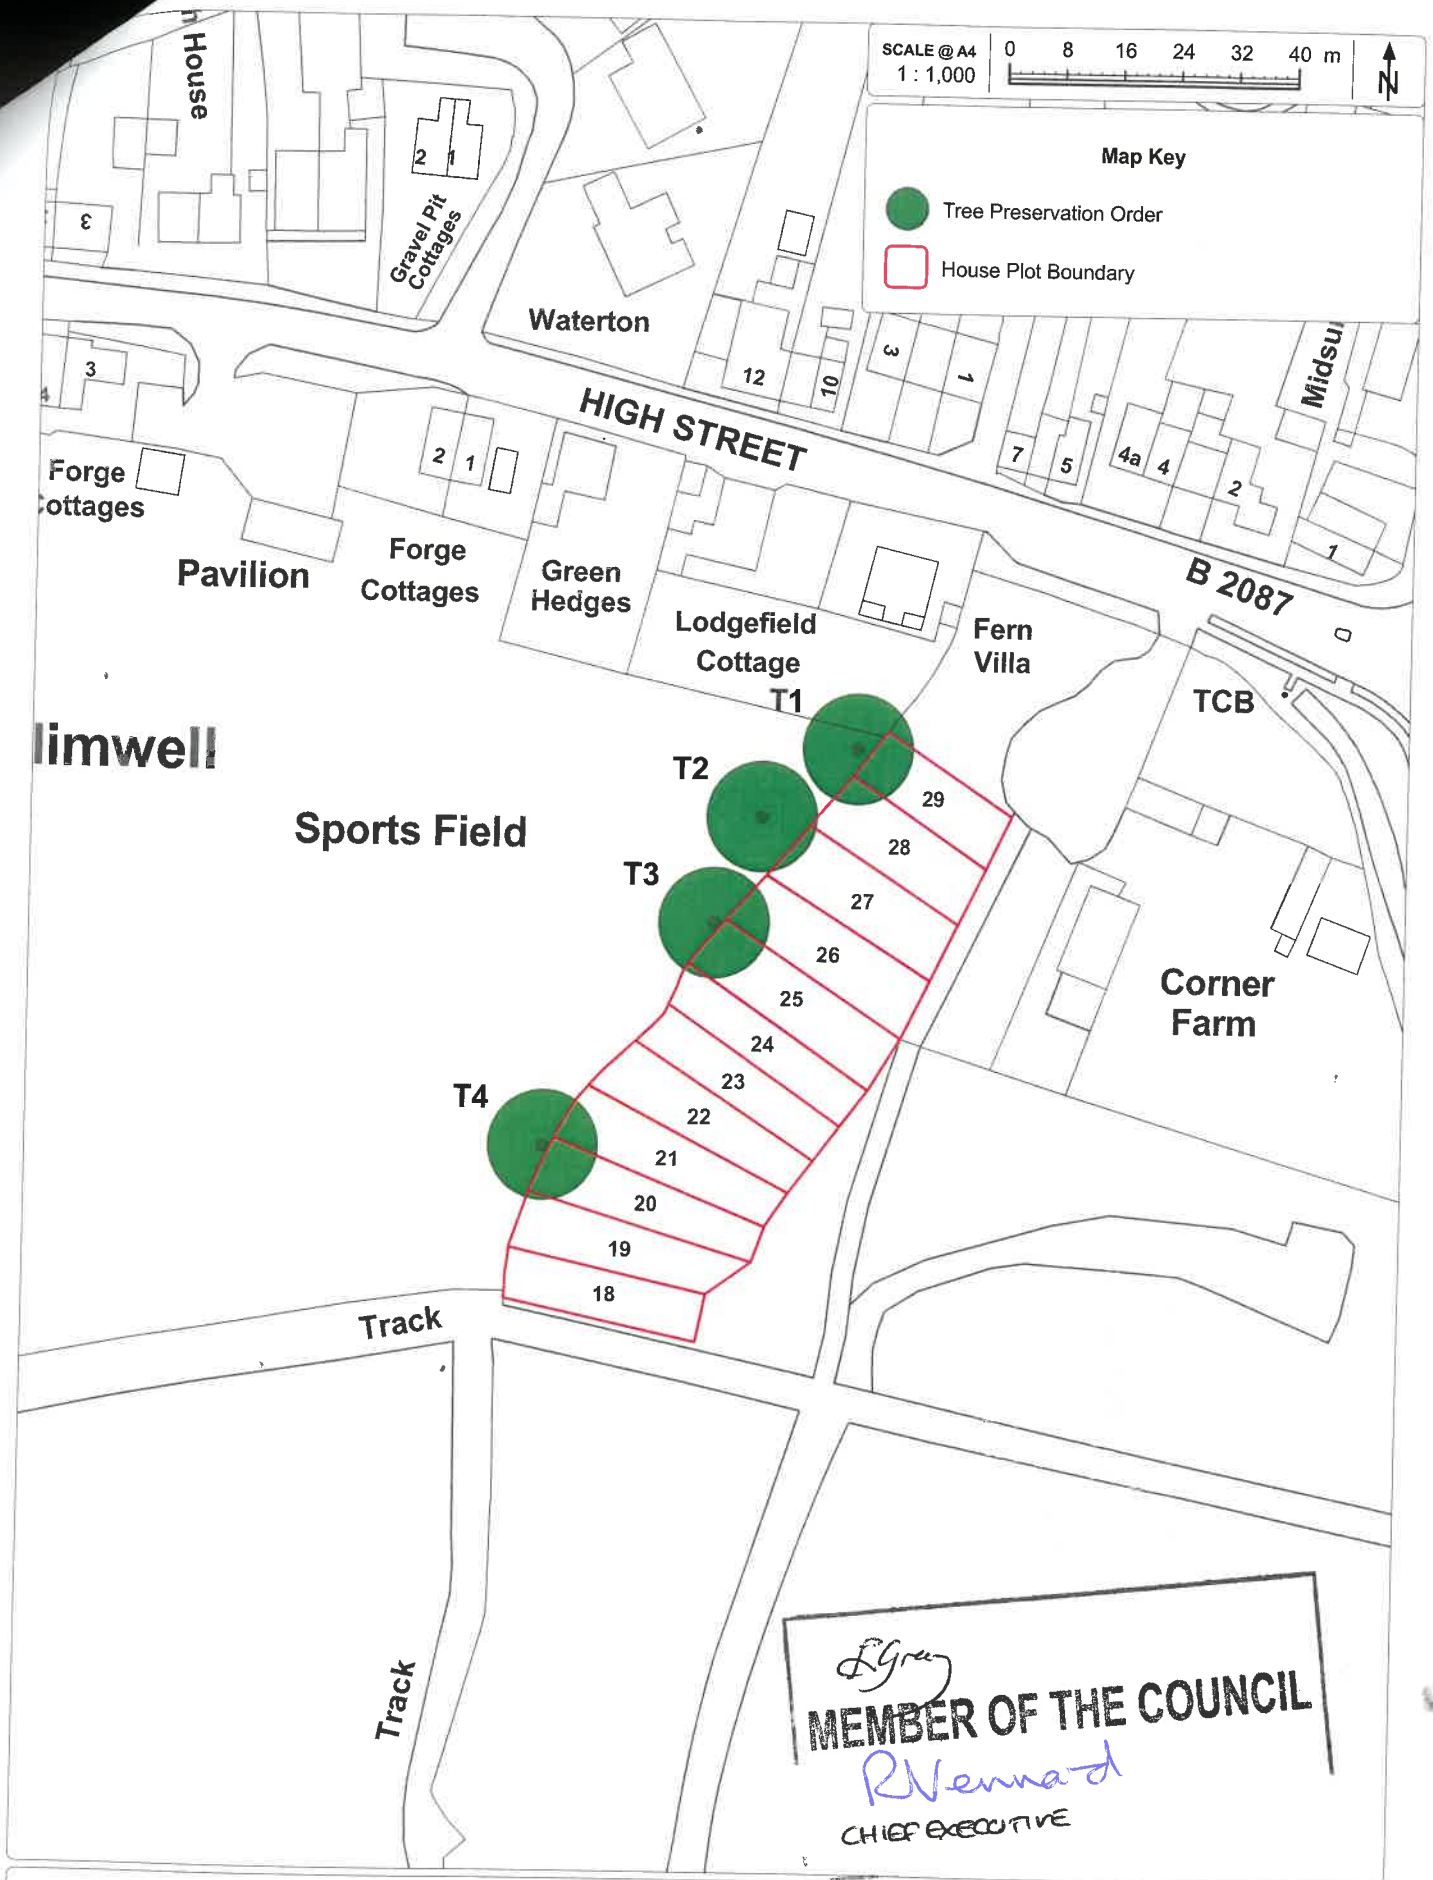 SCALE @ A4
1 : 1,000
0 8 16 24 32 40 m
N
Map Key
Tree Preservation Order
House Plot Boundary
House
2 1
Gravel Pit
Cottages
3
Waterton
12
10
3
1
7
5
4a
4
2
1
HIGH STREET
B 2087
3
4
Forge
Cottages
Pavilion
2 1
Forge
Cottages
Green
Hedges
Lodgefield
Cottage
Fern
Villa
TCB
T1
T2
T3
T4
limwell
Sports Field
29
28
27
26
25
24
23
22
21
20
19
18
Corner
Farm
Track
Track
MEMBER OF THE COUNCIL
RVennard
CHIEF EXECUTIVE